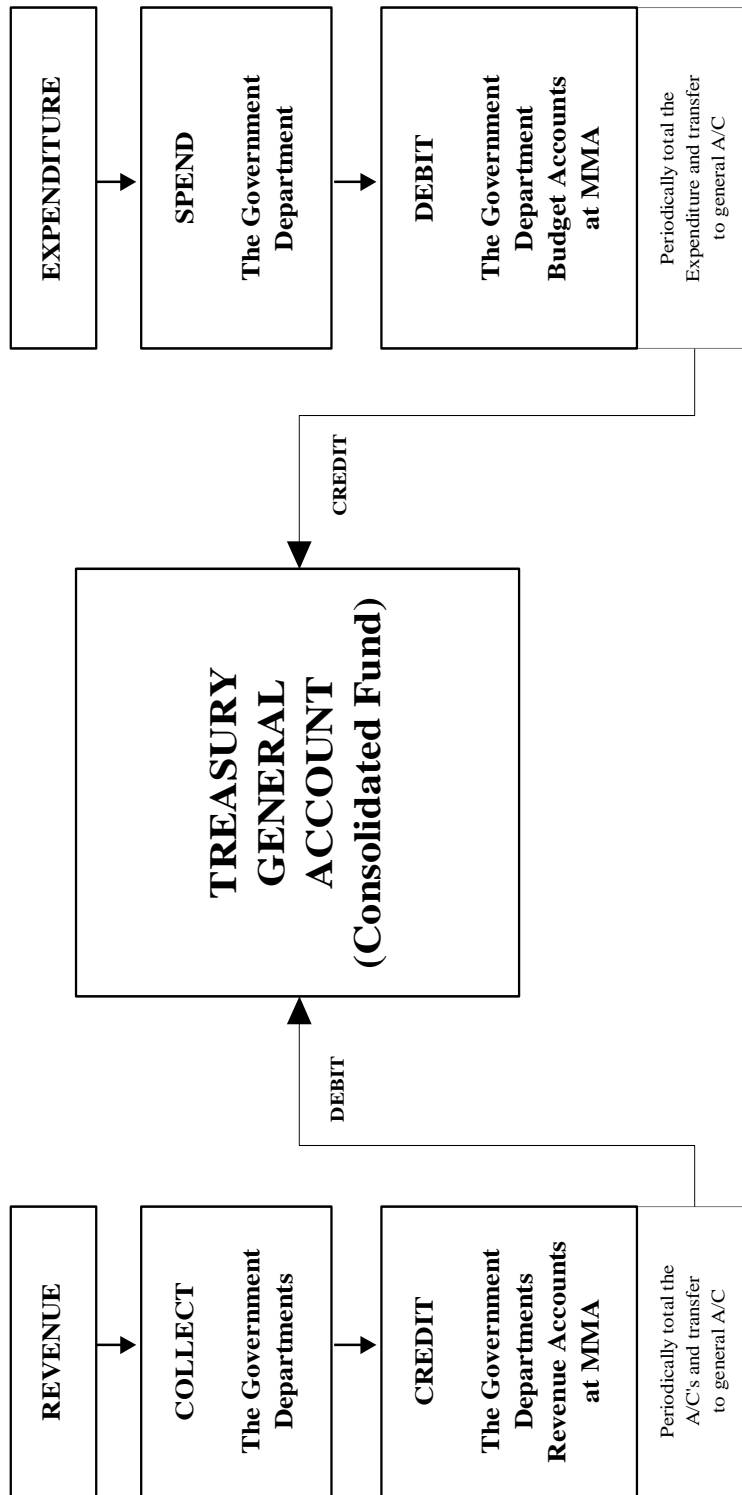 REVENUE
COLLECT
The Government
Departments
CREDIT
The Government
Departments
Revenue Accounts
at MMA
Periodically total the
A/C's and transfer
to general A/C
DEBIT
TREASURY
GENERAL
ACCOUNT
(Consolidated Fund)
CREDIT
EXPENDITURE
SPEND
The Government
Department
DEBIT
The Government
Department
Budget Accounts
at MMA
Periodically total the
Expenditure and transfer
to general A/C